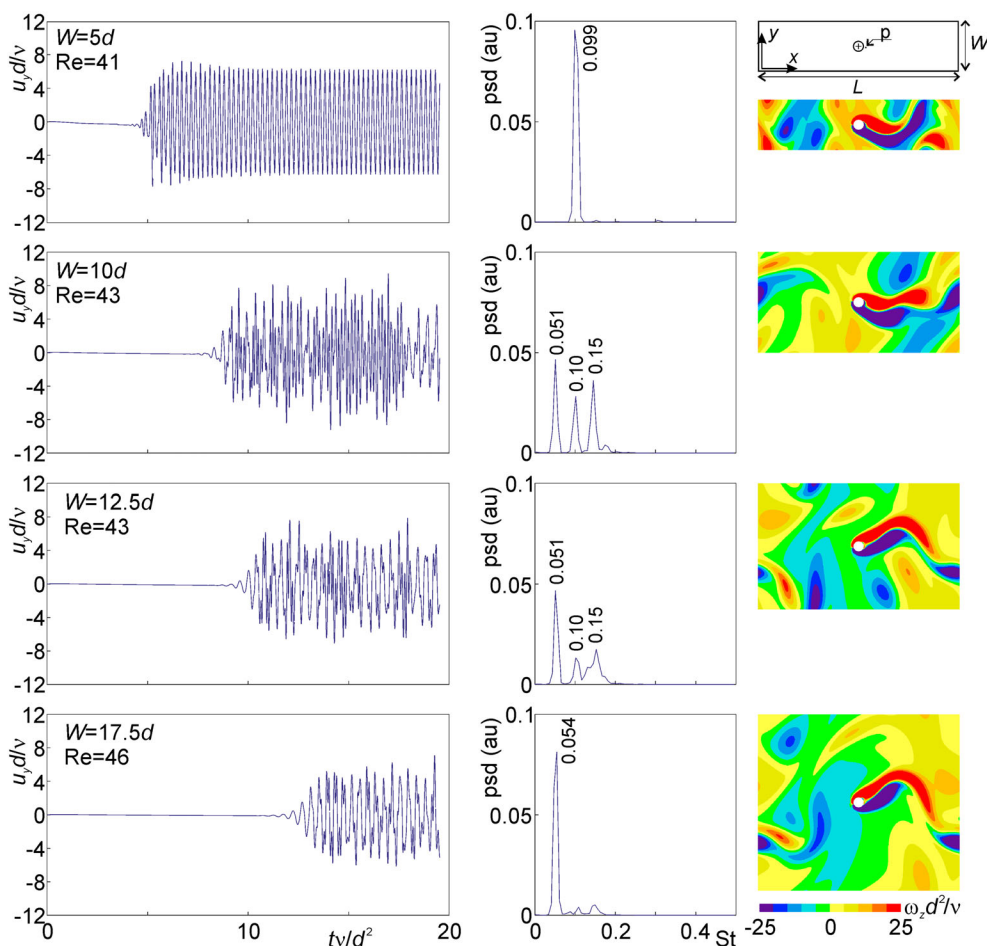 12
8
4
0
-4
-8
-12
u_y d/ν
W=5d
Re=41
0.1
0.05
0
psd (au)
0.099
y
x
p
W
L
12
8
4
0
-4
-8
-12
u_y d/ν
W=10d
Re=43
0.1
0.05
0
psd (au)
0.051
0.10
0.15
12
8
4
0
-4
-8
-12
u_y d/ν
W=12.5d
Re=43
0.1
0.05
0
psd (au)
0.051
0.10
0.15
12
8
4
0
-4
-8
-12
u_y d/ν
W=17.5d
Re=46
0 10 20
tν/d²
0.1
0.05
0
psd (au)
0.054
0 0.2 0.4
St
ω_z d²/ν
-25 0 25